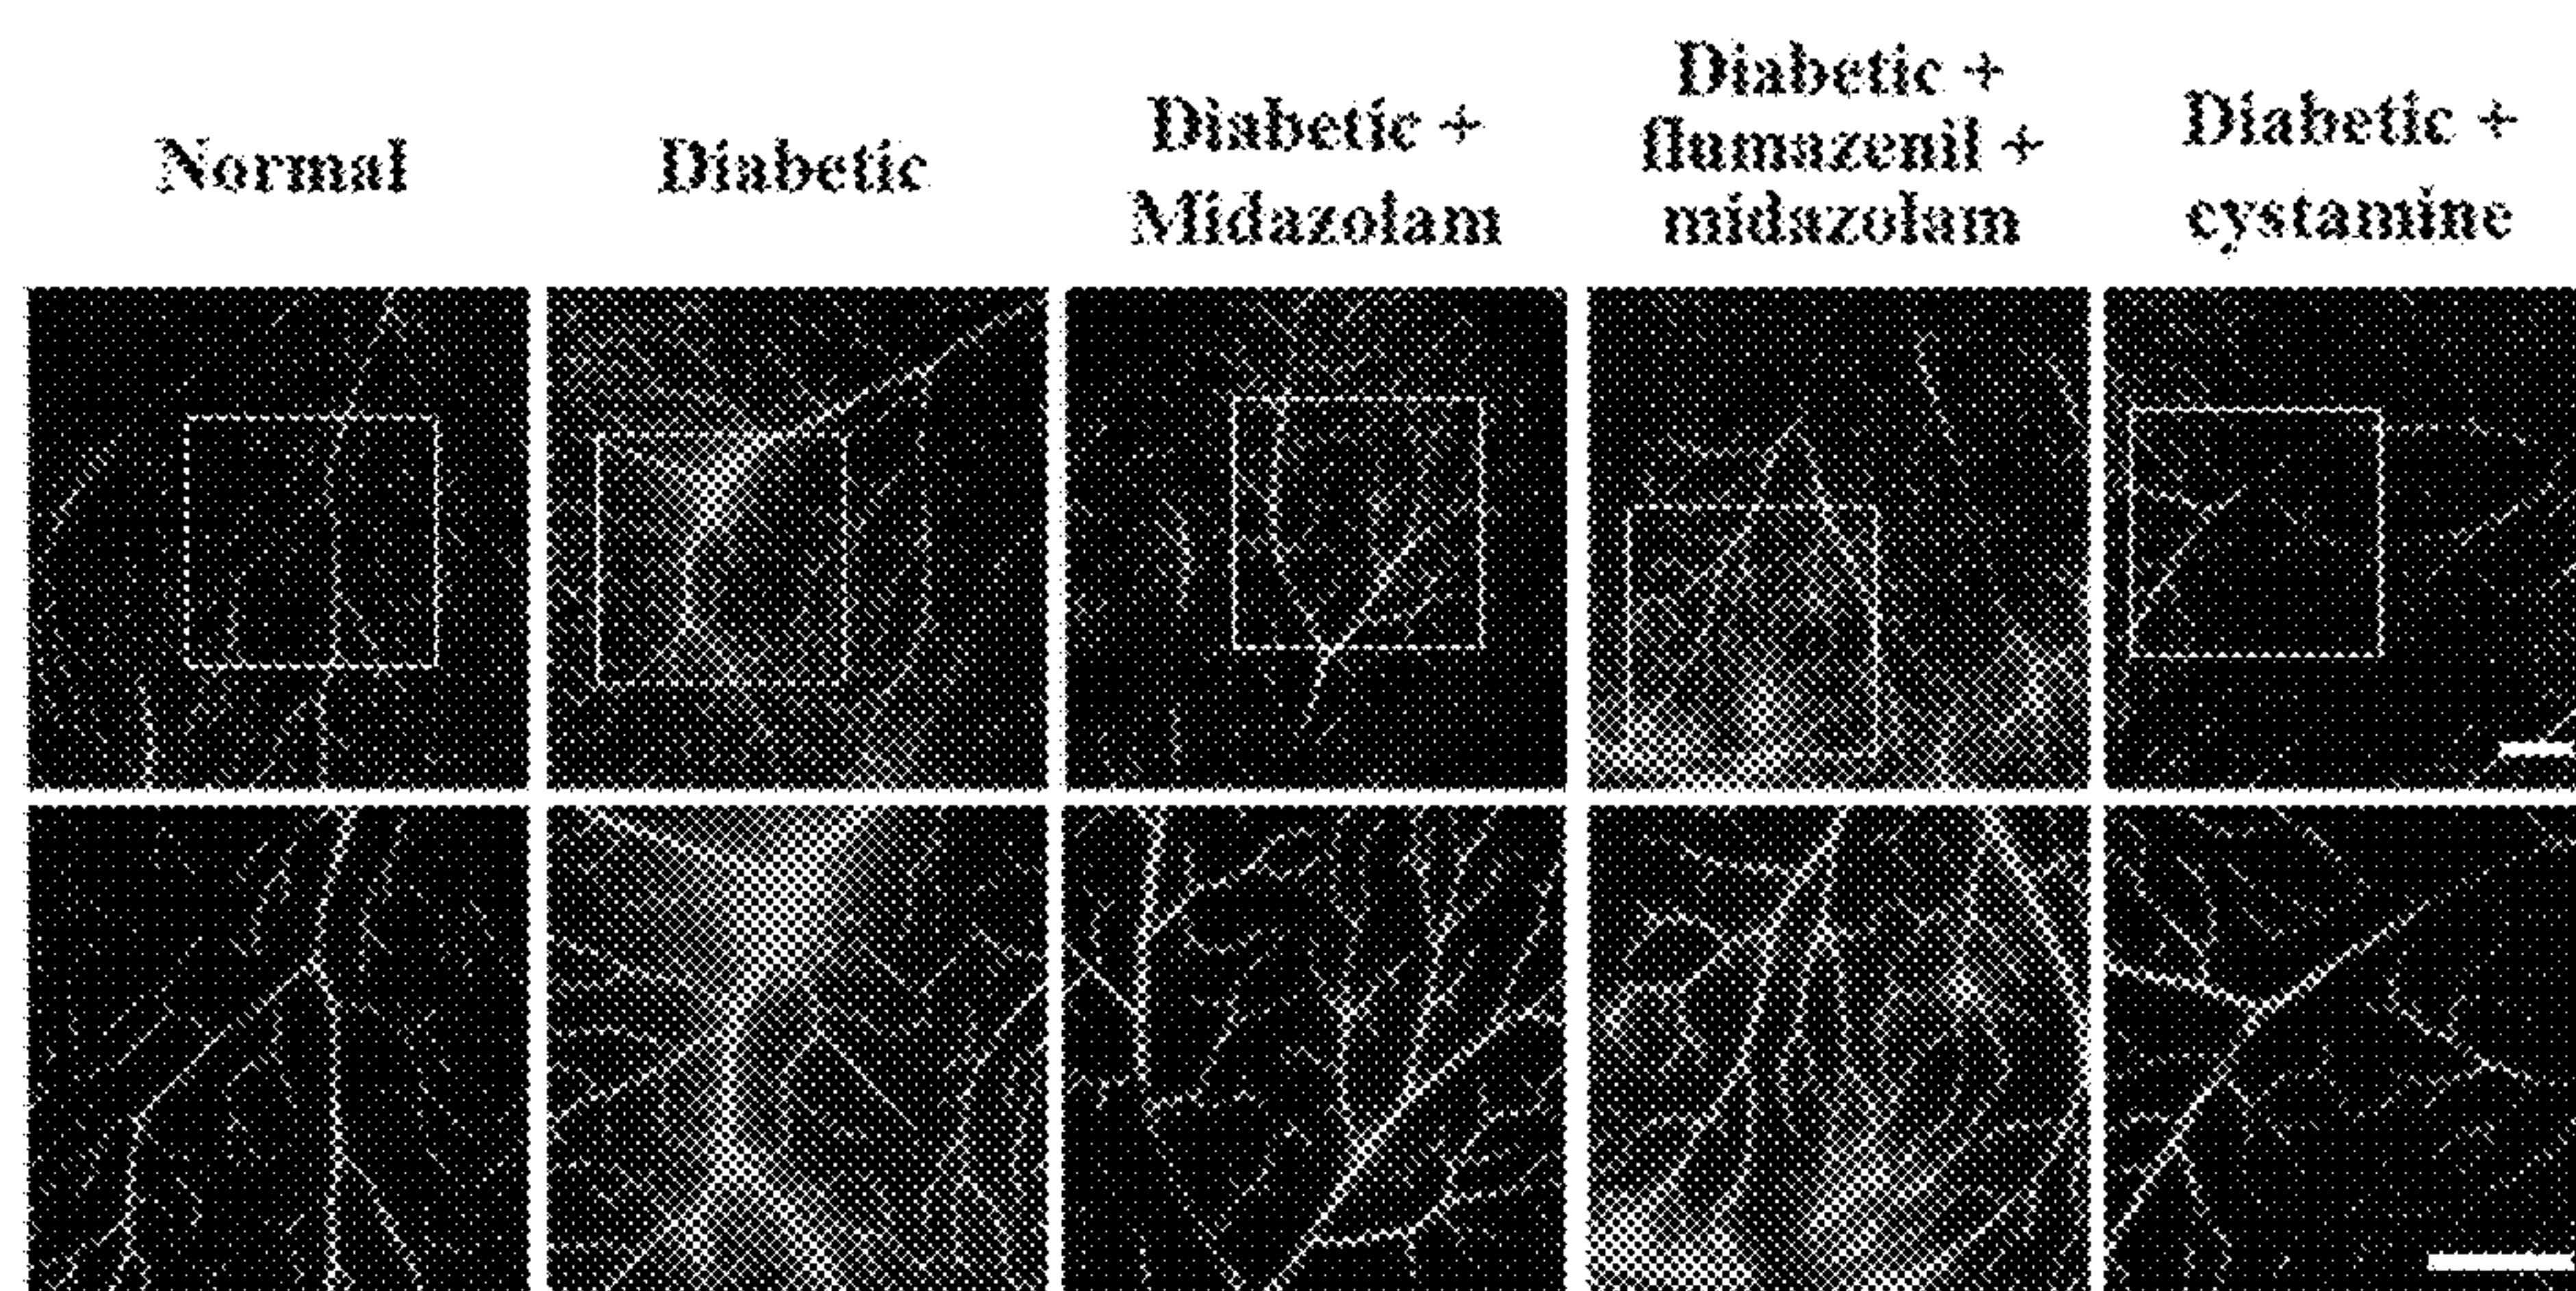 Normal
Diabetic
Diabetic +
Midazolam
Diabetic +
flumazenil +
midazolam
Diabetic +
cystamine